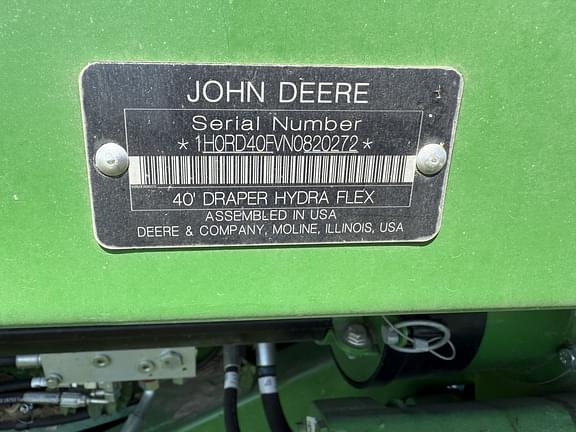 JOHN DEERE
Serial Number
*1H0RD40FVN0820272*
40' DRAPER HYDRA FLEX
ASSEMBLED IN USA
DEERE & COMPANY, MOLINE, ILLINOIS, USA